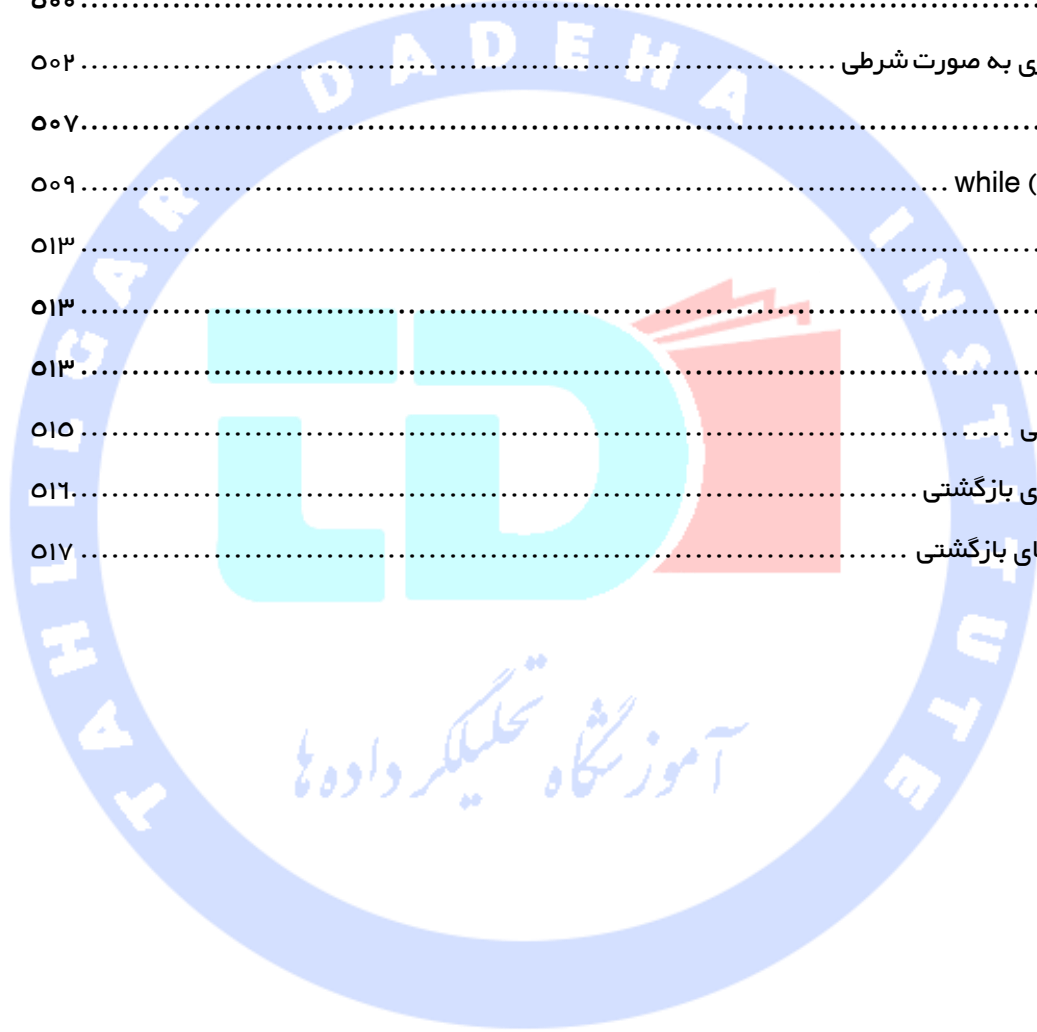 ی به صورت شرطی ........ ۵۰۲
........ ۵۰۷
while ( ........ ۵۰۹
........ ۵۱۳
........ ۵۱۳
........ ۵۱۳
ی ........ ۵۱۵
ی بازگشتی ........ ۵۱۶
ای بازگشتی ........ ۵۱۷
TAHLEGAR DADEHA INSTITUTE
آموزشگاه تحلیلگر داده ها